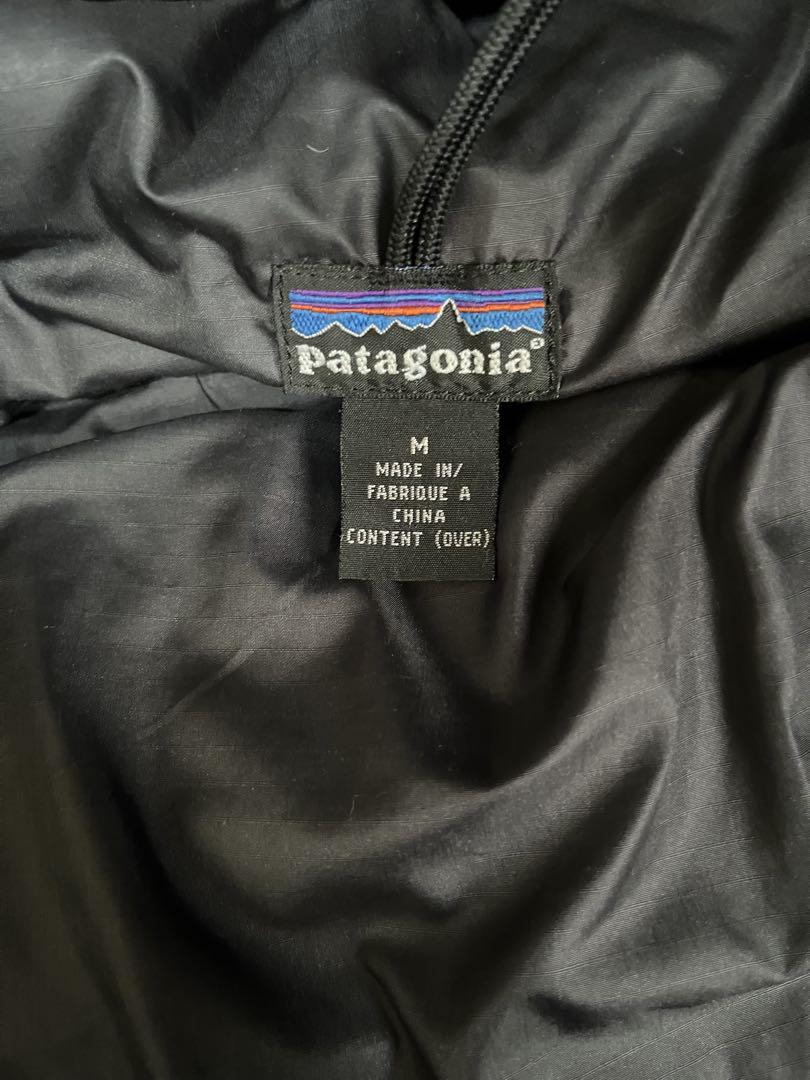 patagonia®
M
MADE IN/
FABRIQUE A
CHINA
CONTENT (OVER)